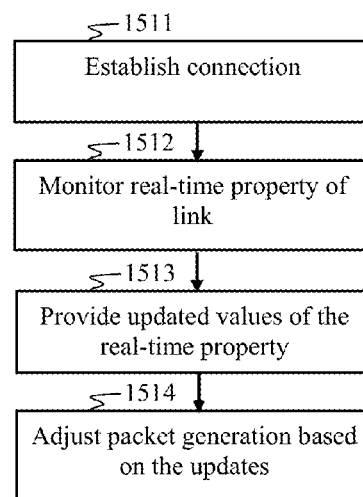 1511
Establish connection
1512
Monitor real-time property of
link
1513
Provide updated values of the
real-time property
1514
Adjust packet generation based
on the updates